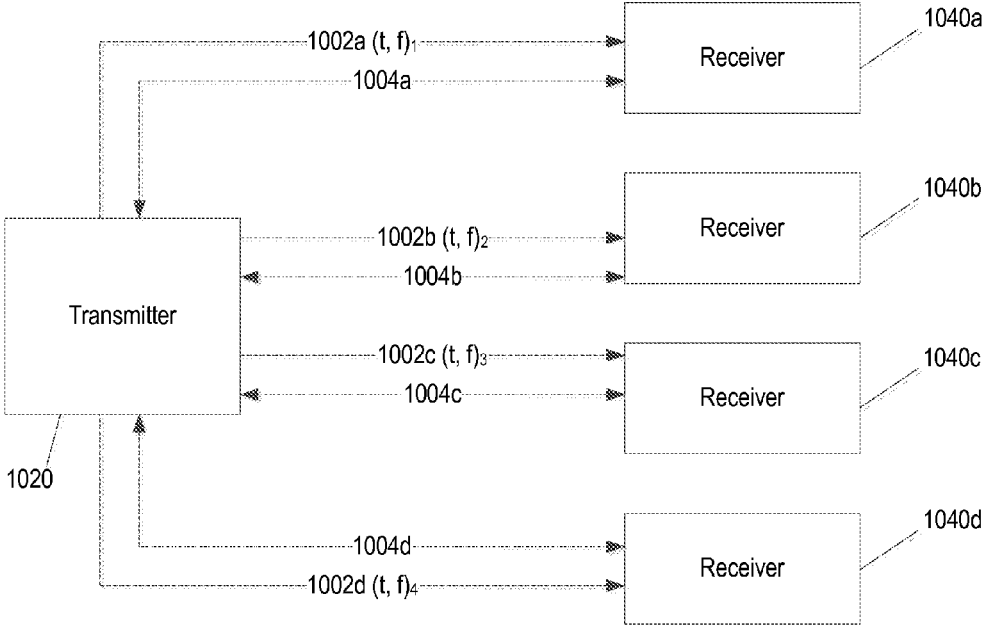 1002a (t, f)₁
1004a
Receiver
1040a
1002b (t, f)₂
1004b
Receiver
1040b
Transmitter
1020
1002c (t, f)₃
1004c
Receiver
1040c
1004d
1002d (t, f)₄
Receiver
1040d